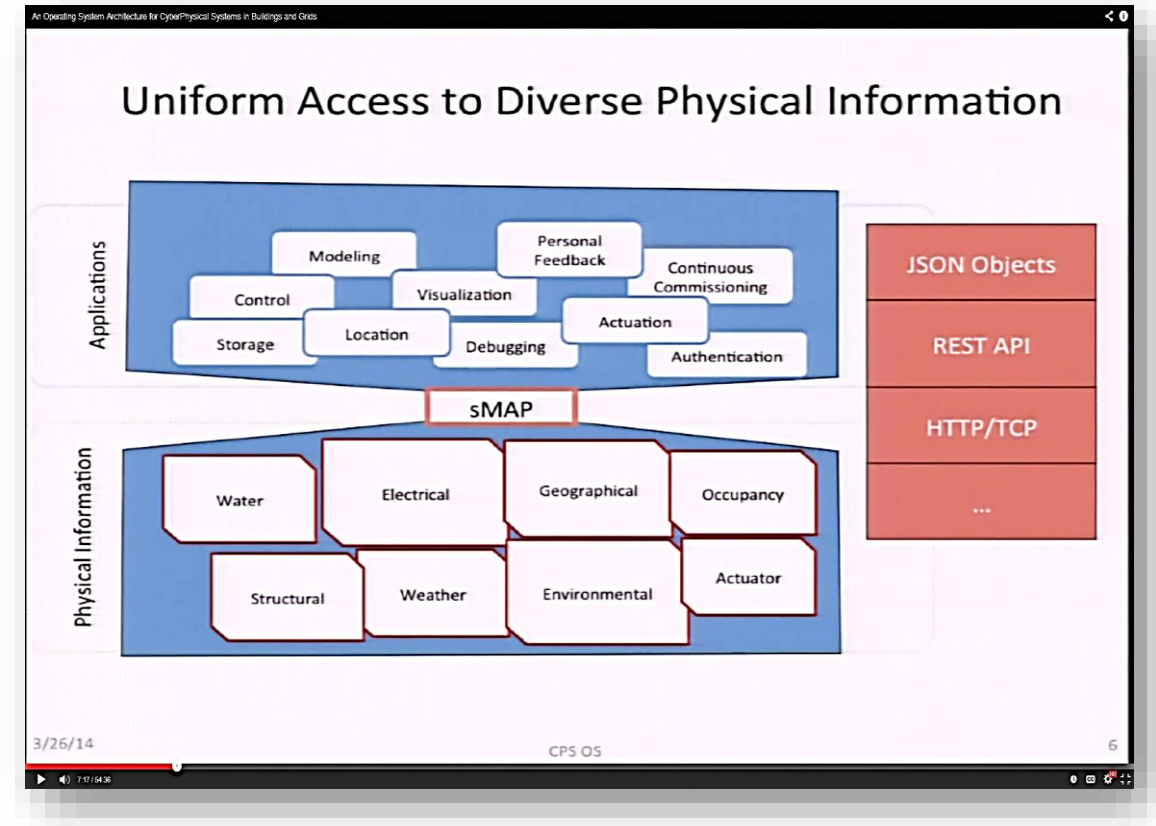 An Operating System Architecture for CyberPhysical Systems in Buildings and Grids
Uniform Access to Diverse Physical Information
Applications
Modeling
Personal
Feedback
Continuous
Commissioning
Control
Visualization
Storage
Location
Debugging
Actuation
Authentication
sMAP
Physical Information
Water
Electrical
Geographical
Occupancy
Structural
Weather
Environmental
Actuator
JSON Objects
REST API
HTTP/TCP
...
3/26/14
CPS OS
6
7:17 / 54:36